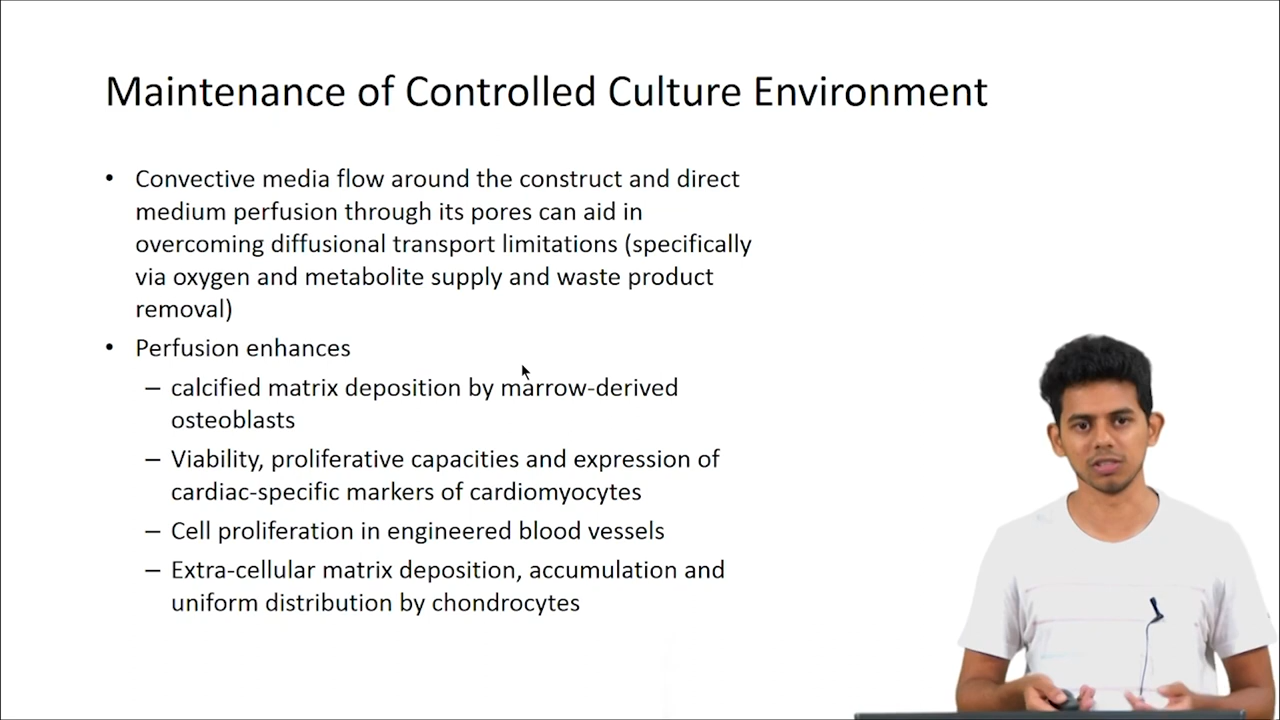 Maintenance of Controlled Culture Environment
• Convective media flow around the construct and direct
medium perfusion through its pores can aid in
overcoming diffusional transport limitations (specifically
via oxygen and metabolite supply and waste product
removal)
• Perfusion enhances
– calcified matrix deposition by marrow-derived
osteoblasts
– Viability, proliferative capacities and expression of
cardiac-specific markers of cardiomyocytes
– Cell proliferation in engineered blood vessels
– Extra-cellular matrix deposition, accumulation and
uniform distribution by chondrocytes